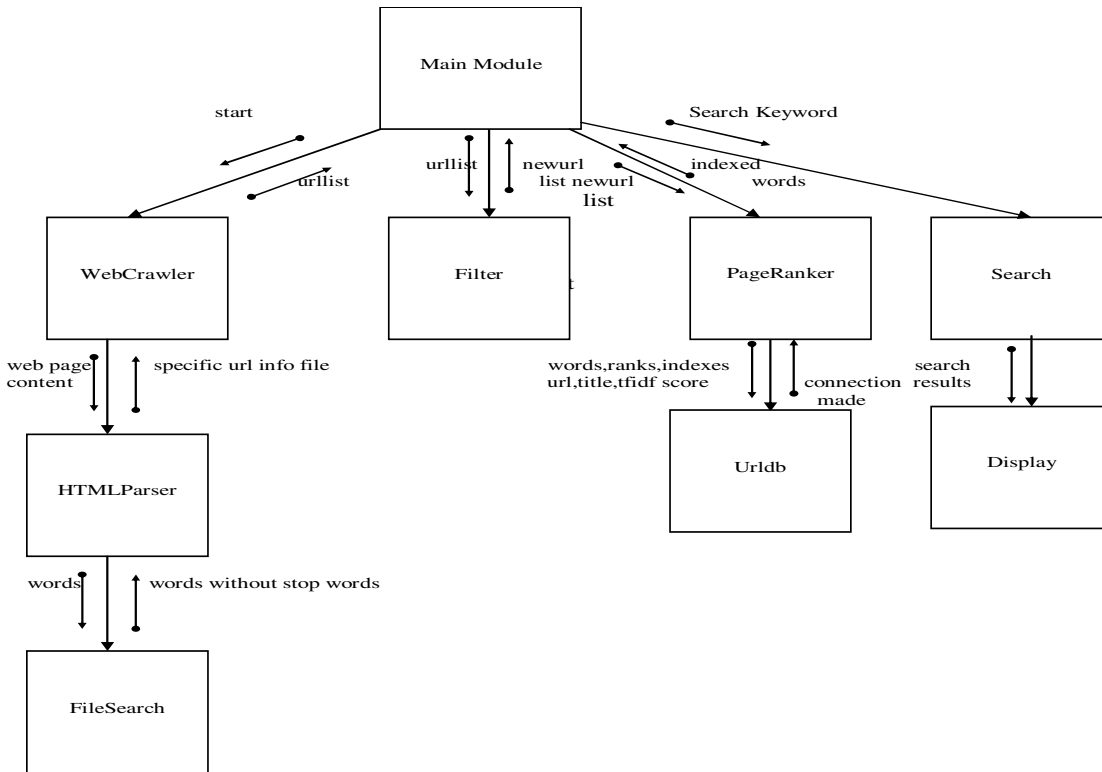 Main Module
start
Search Keyword
urllist
newurl
indexed
urllist
list newurl
words
list
WebCrawler
Filter
PageRanker
Search
t
web page
content
specific url info file
words,ranks,indexes
url,title,tfidf score
connection
made
search
results
HTMLParser
Urldb
Display
words
words without stop words
FileSearch